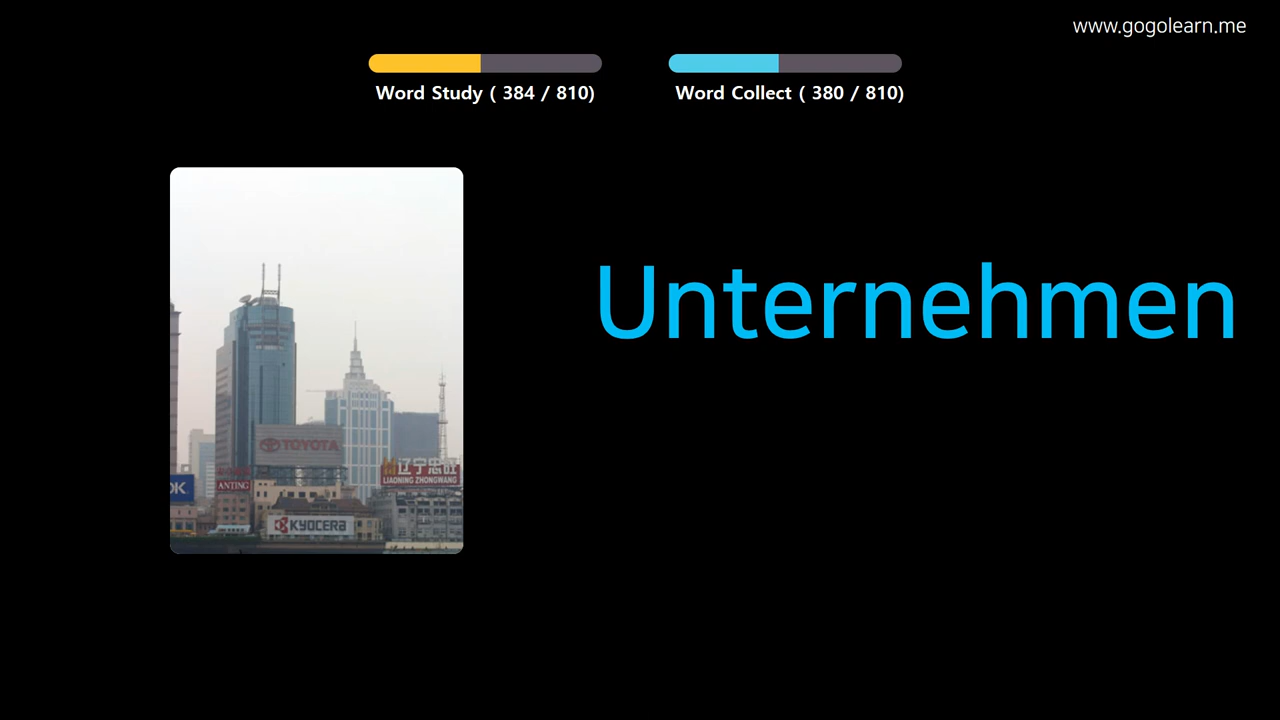 www.gogolearn.me
Word Study ( 384 / 810)
Word Collect ( 380 / 810)
Unternehmen
TOYOTA
辽宁忠旺
LIAONING ZHONGWANG
ANTING
KYOCERA